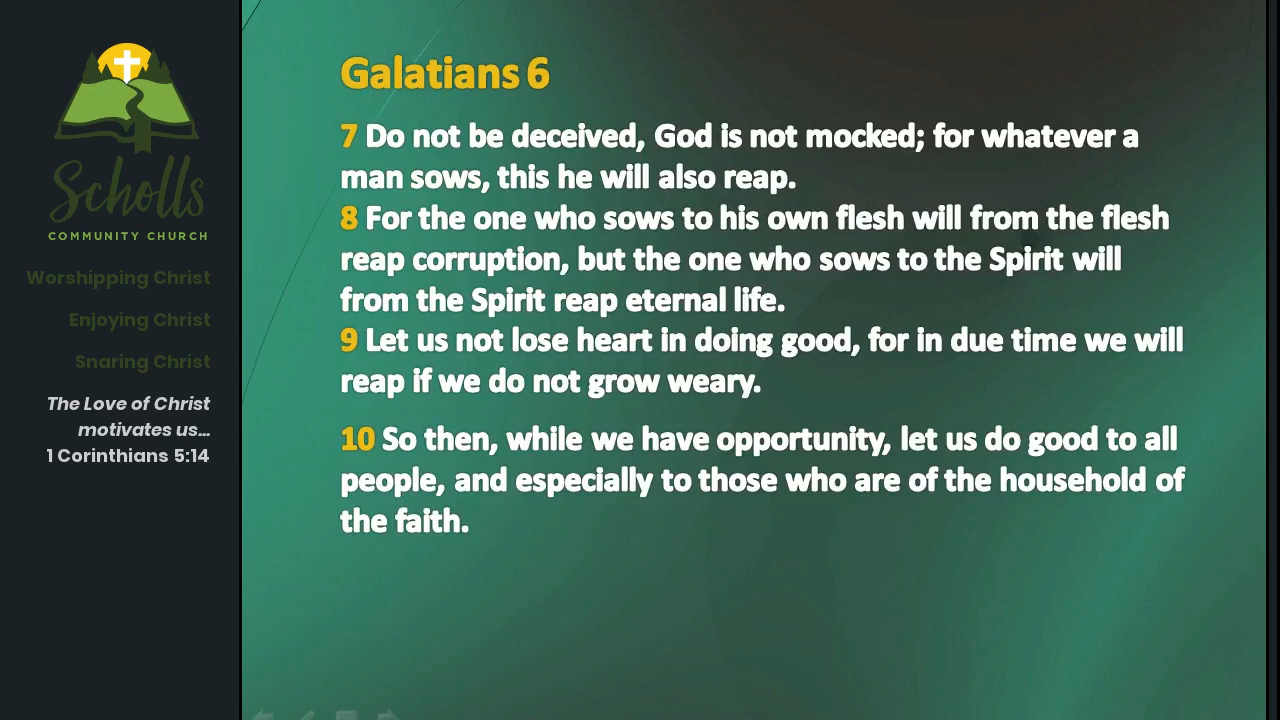 Scholls
COMMUNITY CHURCH
Worshipping Christ
Enjoying Christ
Snaring Christ
The Love of Christ
motivates us...
1 Corinthians 5:14
Galatians 6
7 Do not be deceived, God is not mocked; for whatever a
man sows, this he will also reap.
8 For the one who sows to his own flesh will from the flesh
reap corruption, but the one who sows to the Spirit will
from the Spirit reap eternal life.
9 Let us not lose heart in doing good, for in due time we will
reap if we do not grow weary.
10 So then, while we have opportunity, let us do good to all
people, and especially to those who are of the household of
the faith.